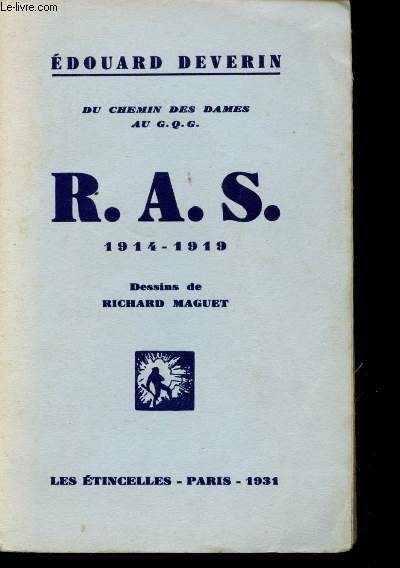 Le-livre.com
ÉDOUARD DEVERIN
DU CHEMIN DES DAMES
AU G.Q.G.
R. A. S.
1914-1919
Dessins de
RICHARD MAGUET
LES ÉTINCELLES - PARIS - 1931